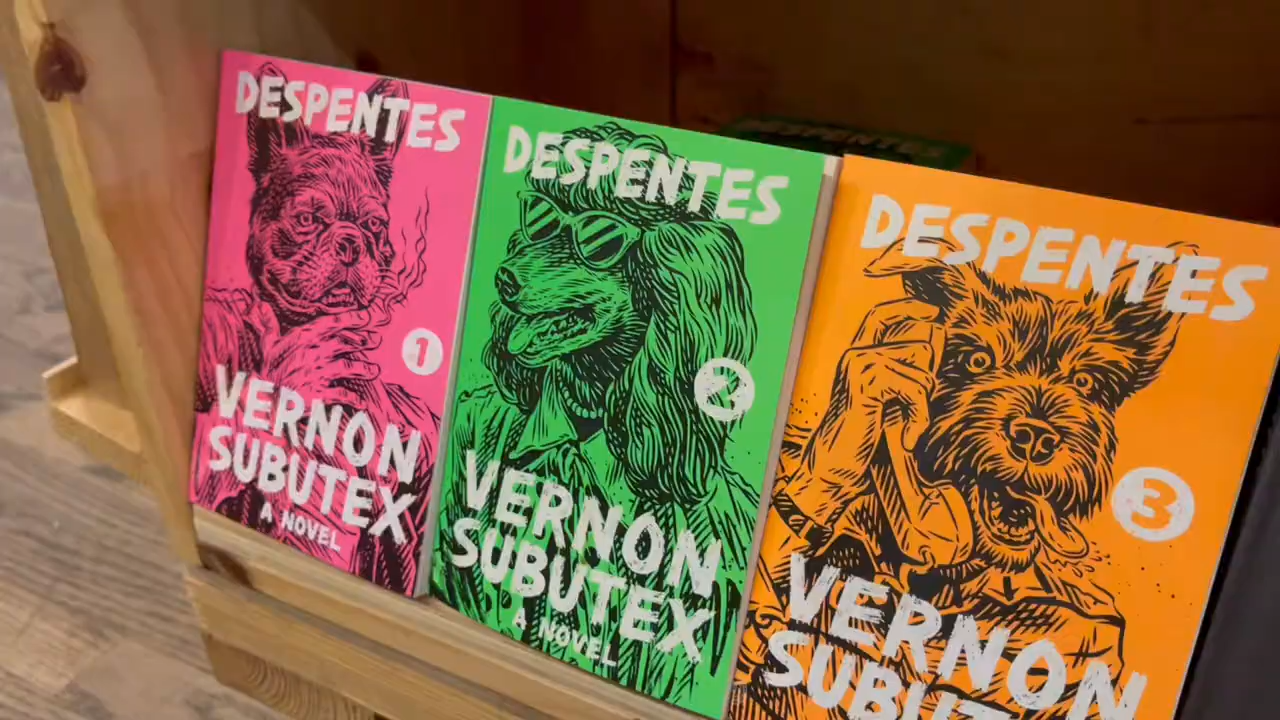 DESPENTES
1
VERNON
SUBUTEX
A NOVEL
DESPENTES
2
VERNON
SUBUTEX
A NOVEL
DESPENTES
3
VERNON